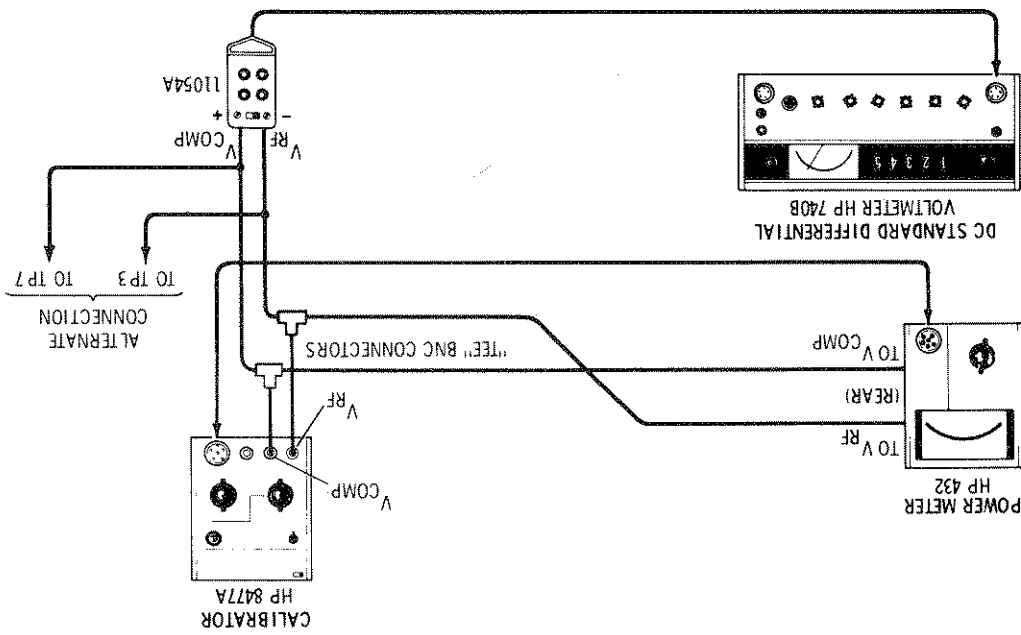 CALIBRATOR
HP 8477A
POWER METER
HP 432
V COMP
TO V RF
V RF
(REAR)
TO V COMP
"TEE" BNC CONNECTORS
ALTERNATE
CONNECTION
TO TP3 TO TP7
DC STANDARD DIFFERENTIAL
VOLTMETER HP 740B
1 2 3 4 5
V RF V COMP
- +
11054A